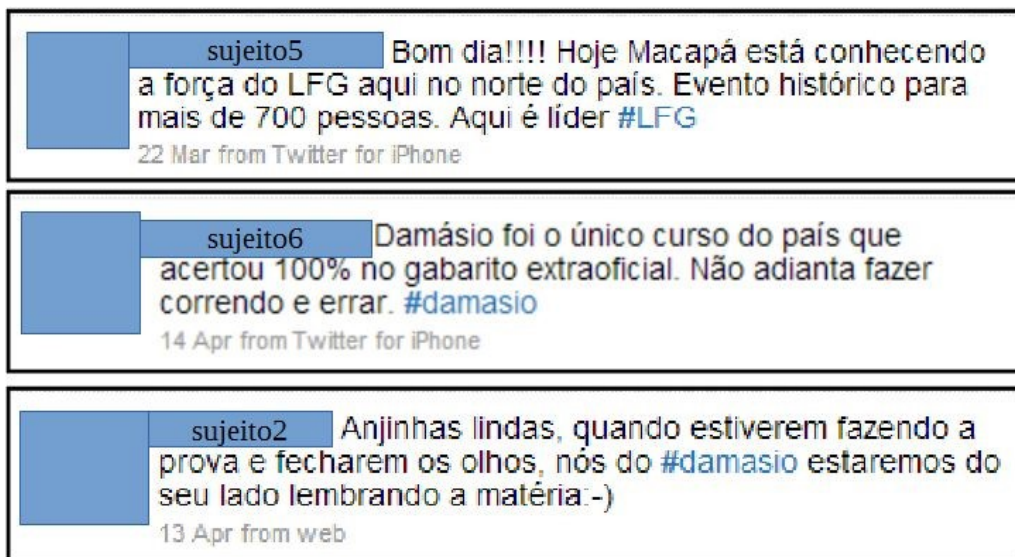 sujeito5 Bom dia!!!! Hoje Macapá está conhecendo
a força do LFG aqui no norte do país. Evento histórico para
mais de 700 pessoas. Aqui é líder #LFG
22 Mar from Twitter for iPhone
sujeito6 Damásio foi o único curso do país que
acertou 100% no gabarito extraoficial. Não adianta fazer
correndo e errar. #damasio
14 Apr from Twitter for iPhone
sujeito2 Anjinhas lindas, quando estiverem fazendo a
prova e fecharem os olhos, nós do #damasio estaremos do
seu lado lembrando a matéria:-)
13 Apr from web